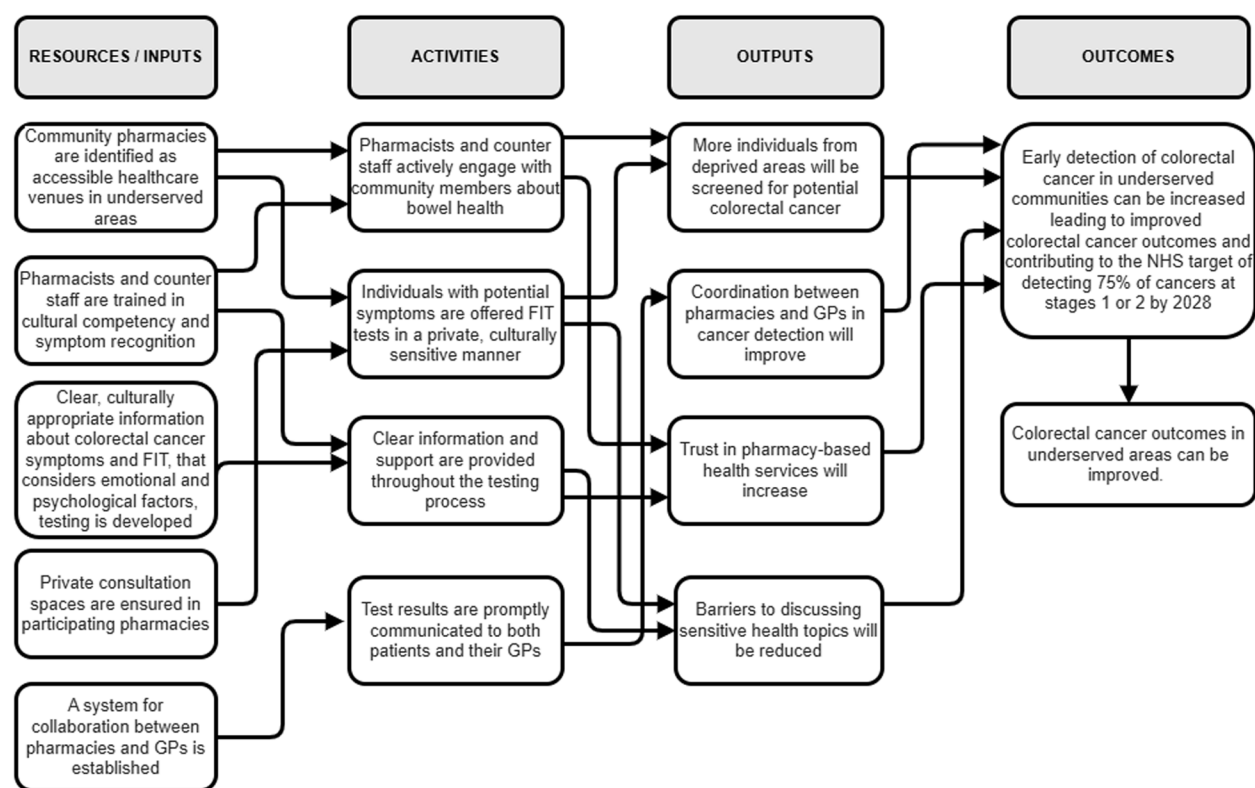 RESOURCES / INPUTS
ACTIVITIES
OUTPUTS
OUTCOMES
Community pharmacies
are identified as
accessible healthcare
venues in underserved
areas
Pharmacists and counter
staff are trained in
cultural competency and
symptom recognition
Clear, culturally
appropriate information
about colorectal cancer
symptoms and FIT, that
considers emotional and
psychological factors,
testing is developed
Private consultation
spaces are ensured in
participating pharmacies
A system for
collaboration between
pharmacies and GPs is
established
Pharmacists and counter
staff actively engage with
community members about
bowel health
Individuals with potential
symptoms are offered FIT
tests in a private, culturally
sensitive manner
Clear information and
support are provided
throughout the testing
process
Test results are promptly
communicated to both
patients and their GPs
More individuals from
deprived areas will be
screened for potential
colorectal cancer
Coordination between
pharmacies and GPs in
cancer detection will
improve
Trust in pharmacy-based
health services will
increase
Barriers to discussing
sensitive health topics will
be reduced
Early detection of colorectal
cancer in underserved
communities can be increased
leading to improved
colorectal cancer outcomes and
contributing to the NHS target of
detecting 75% of cancers at
stages 1 or 2 by 2028
Colorectal cancer outcomes in
underserved areas can be
improved.